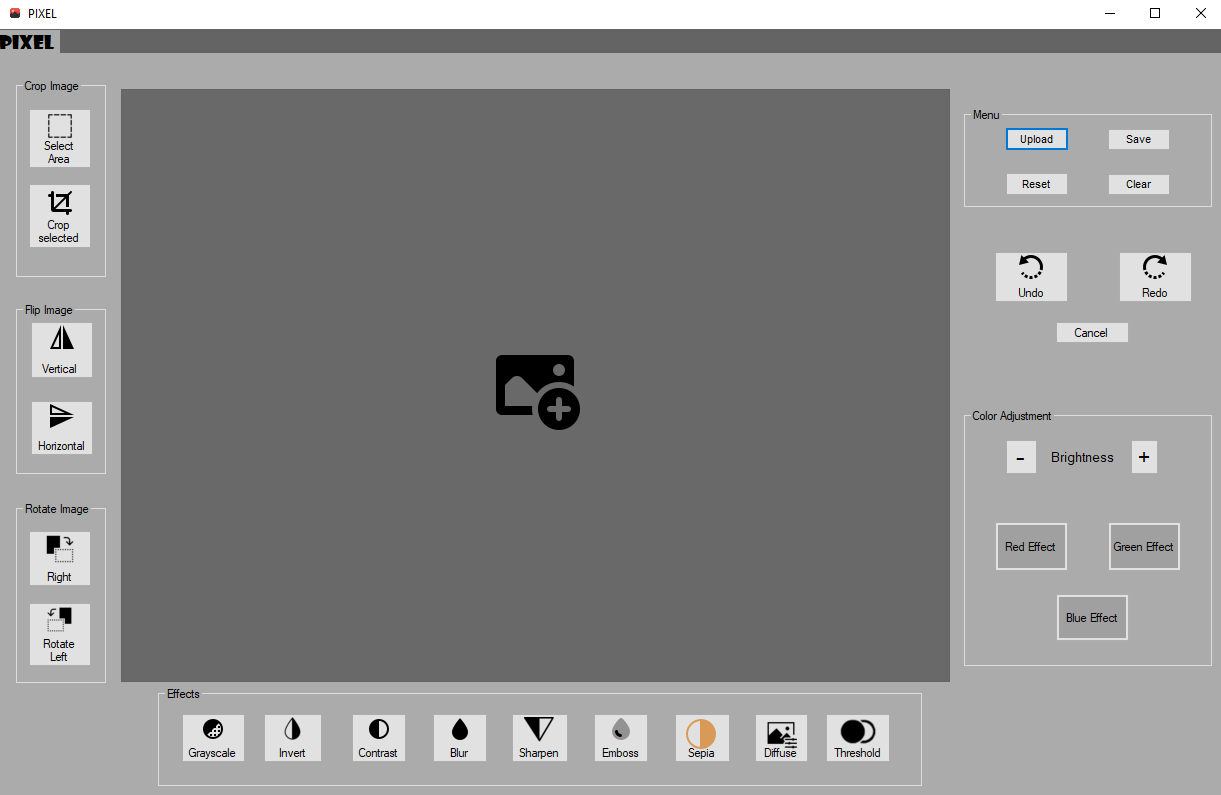 PIXEL
PIXEL
Crop Image
Select
Area
Crop
selected
Flip Image
Vertical
Horizontal
Rotate Image
Right
Rotate
Left
Menu
Upload
Save
Reset
Clear
Undo
Redo
Cancel
Color Adjustment
- Brightness +
Red Effect
Green Effect
Blue Effect
Effects
Grayscale
Invert
Contrast
Blur
Sharpen
Emboss
Sepia
Diffuse
Threshold